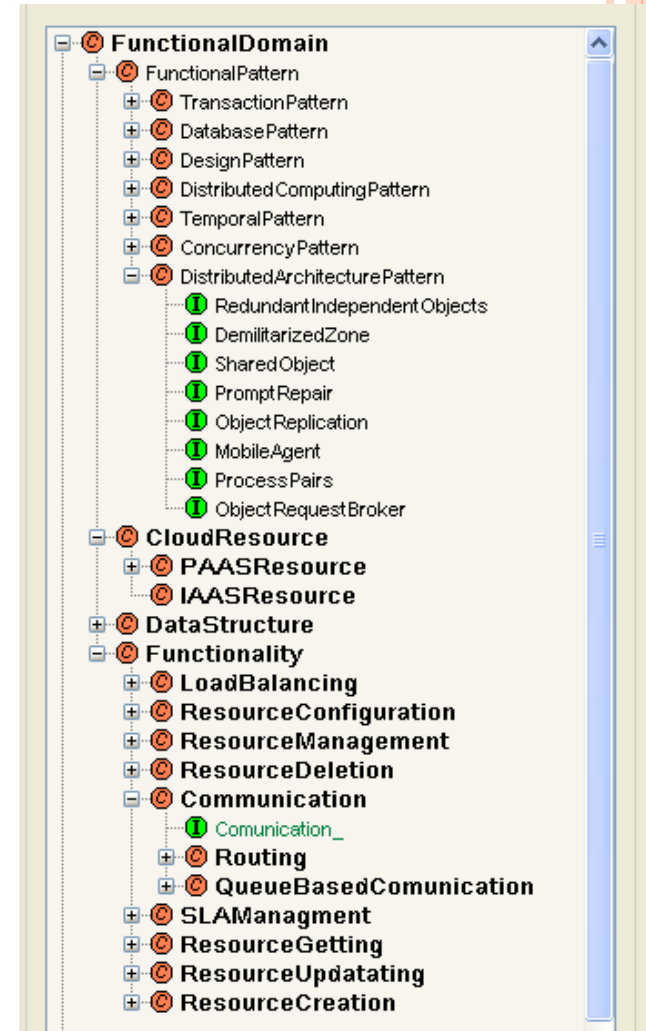 FunctionalDomain
FunctionalPattern
TransactionPattern
DatabasePattern
DesignPattern
DistributedComputingPattern
TemporalPattern
ConcurrencyPattern
DistributedArchitecturePattern
RedundantIndependentObjects
DemilitarizedZone
SharedObject
PromptRepair
ObjectReplication
MobileAgent
ProcessPairs
ObjectRequestBroker
CloudResource
PAASResource
IAASResource
DataStructure
Functionality
LoadBalancing
ResourceConfiguration
ResourceManagement
ResourceDeletion
Communication
Comunication_
Routing
QueueBasedComunication
SLAManagment
ResourceGetting
ResourceUpdatating
ResourceCreation